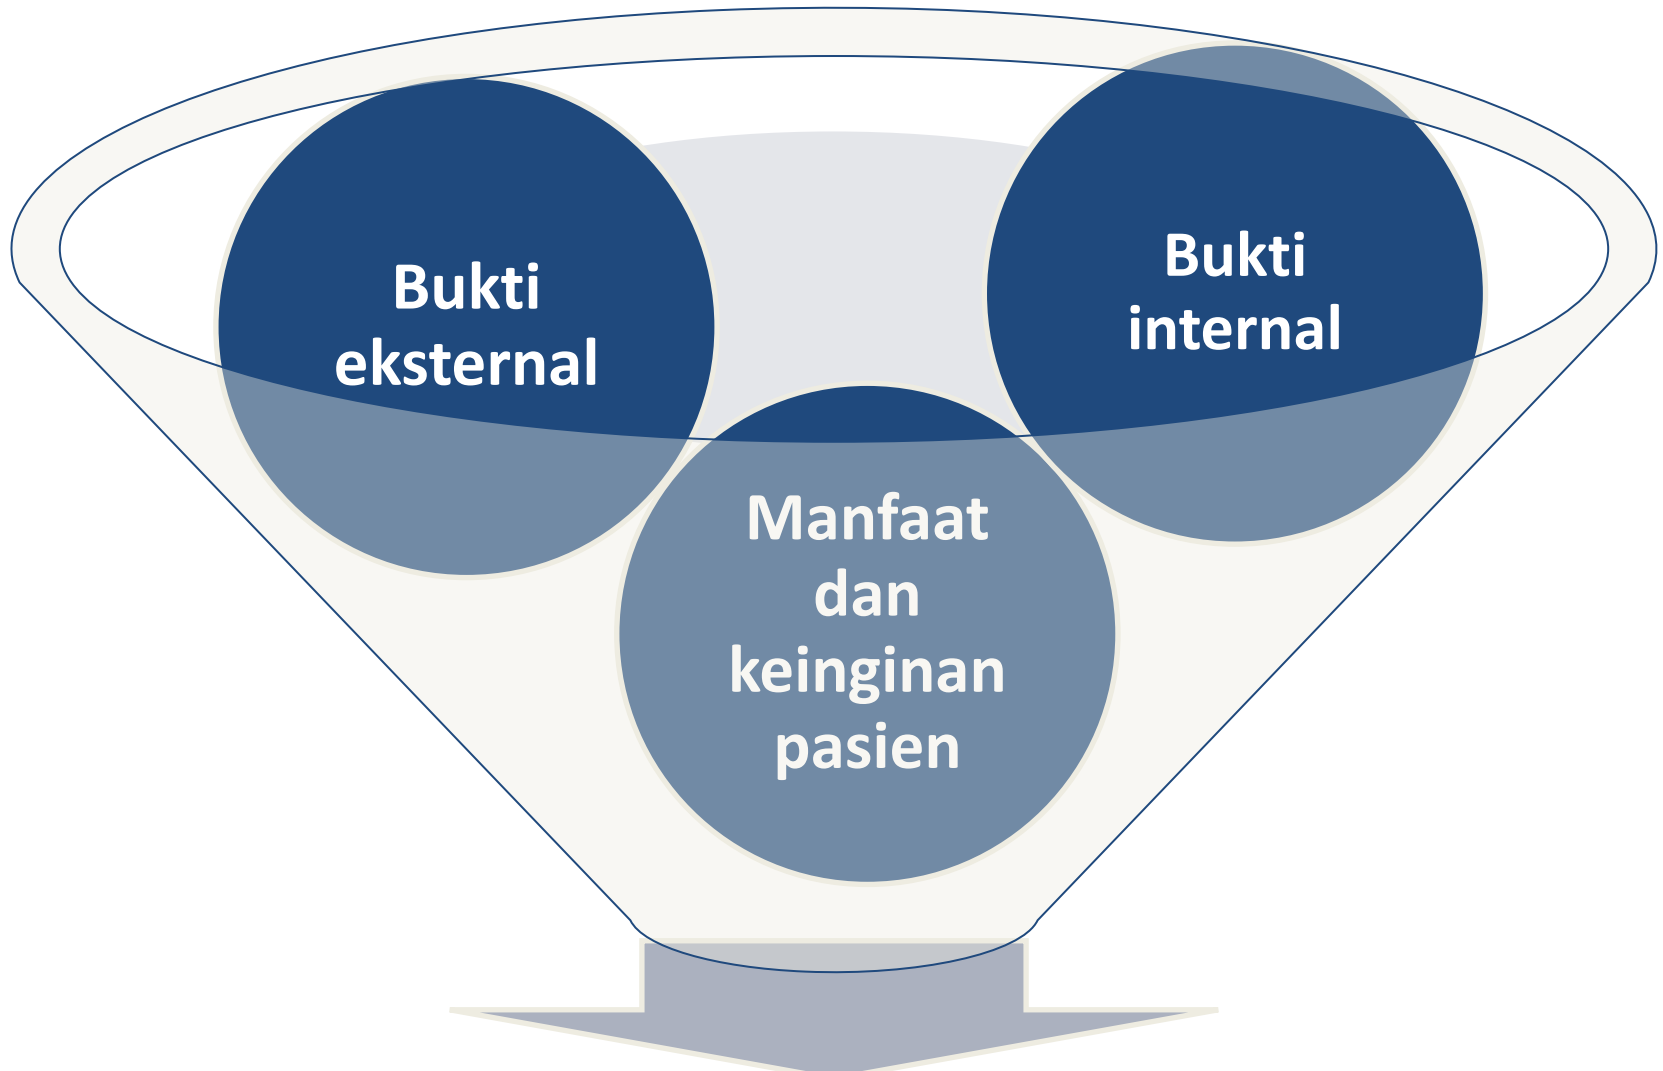 Bukti
eksternal
Bukti
internal
Manfaat
dan
keinginan
pasien